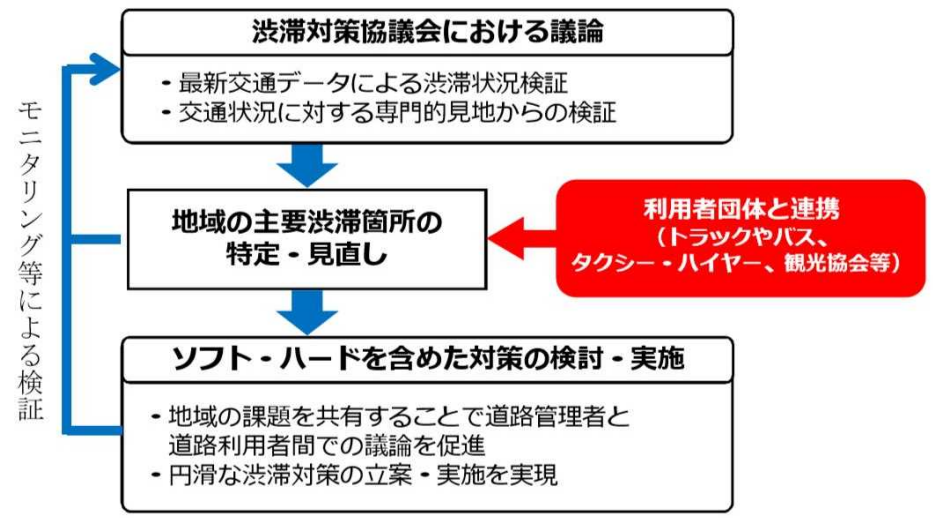 渋滞対策協議会における議論
・最新交通データによる渋滞状況検証
・交通状況に対する専門的見地からの検証
地域の主要渋滞箇所の
特定・見直し
利用者団体と連携
（トラックやバス、
タクシー・ハイヤー、観光協会等）
ソフト・ハードを含めた対策の検討・実施
・地域の課題を共有することで道路管理者と
道路利用者間での議論を促進
・円滑な渋滞対策の立案・実施を実現
モニタリング等による検証